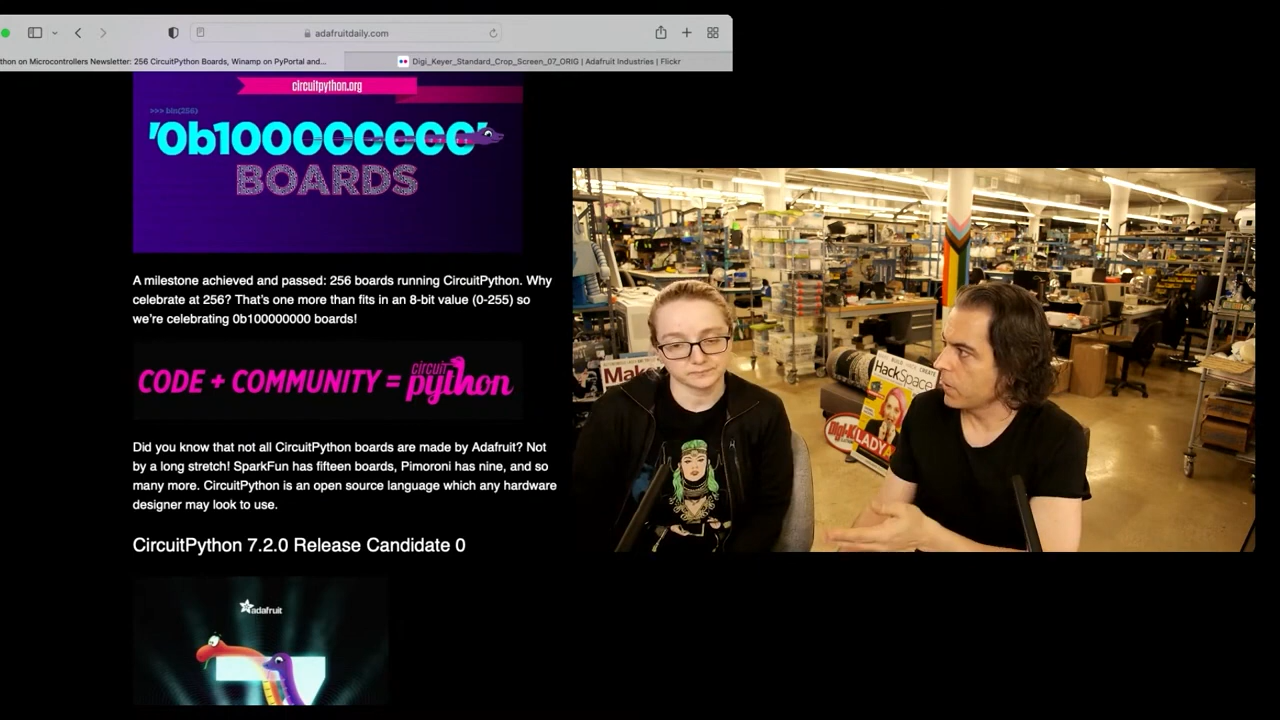 adafruitdaily.com
thon on Microcontrollers Newsletter: 256 CircuitPython Boards, Winamp on PyPortal and...
Digi_Keyer_Standard_Crop_Screen_07_ORIG | Adafruit Industries | Flickr
circuitpython.org
>>> bin(256)
'0b100000000'
BOARDS
A milestone achieved and passed: 256 boards running CircuitPython. Why
celebrate at 256? That's one more than fits in an 8-bit value (0-255) so
we're celebrating 0b100000000 boards!
CODE + COMMUNITY = circuit python
Did you know that not all CircuitPython boards are made by Adafruit? Not
by a long stretch! SparkFun has fifteen boards, Pimoroni has nine, and so
many more. CircuitPython is an open source language which any hardware
designer may look to use.
CircuitPython 7.2.0 Release Candidate 0
adafruit
7
Make
HackSpace
Digi-K
LADYA